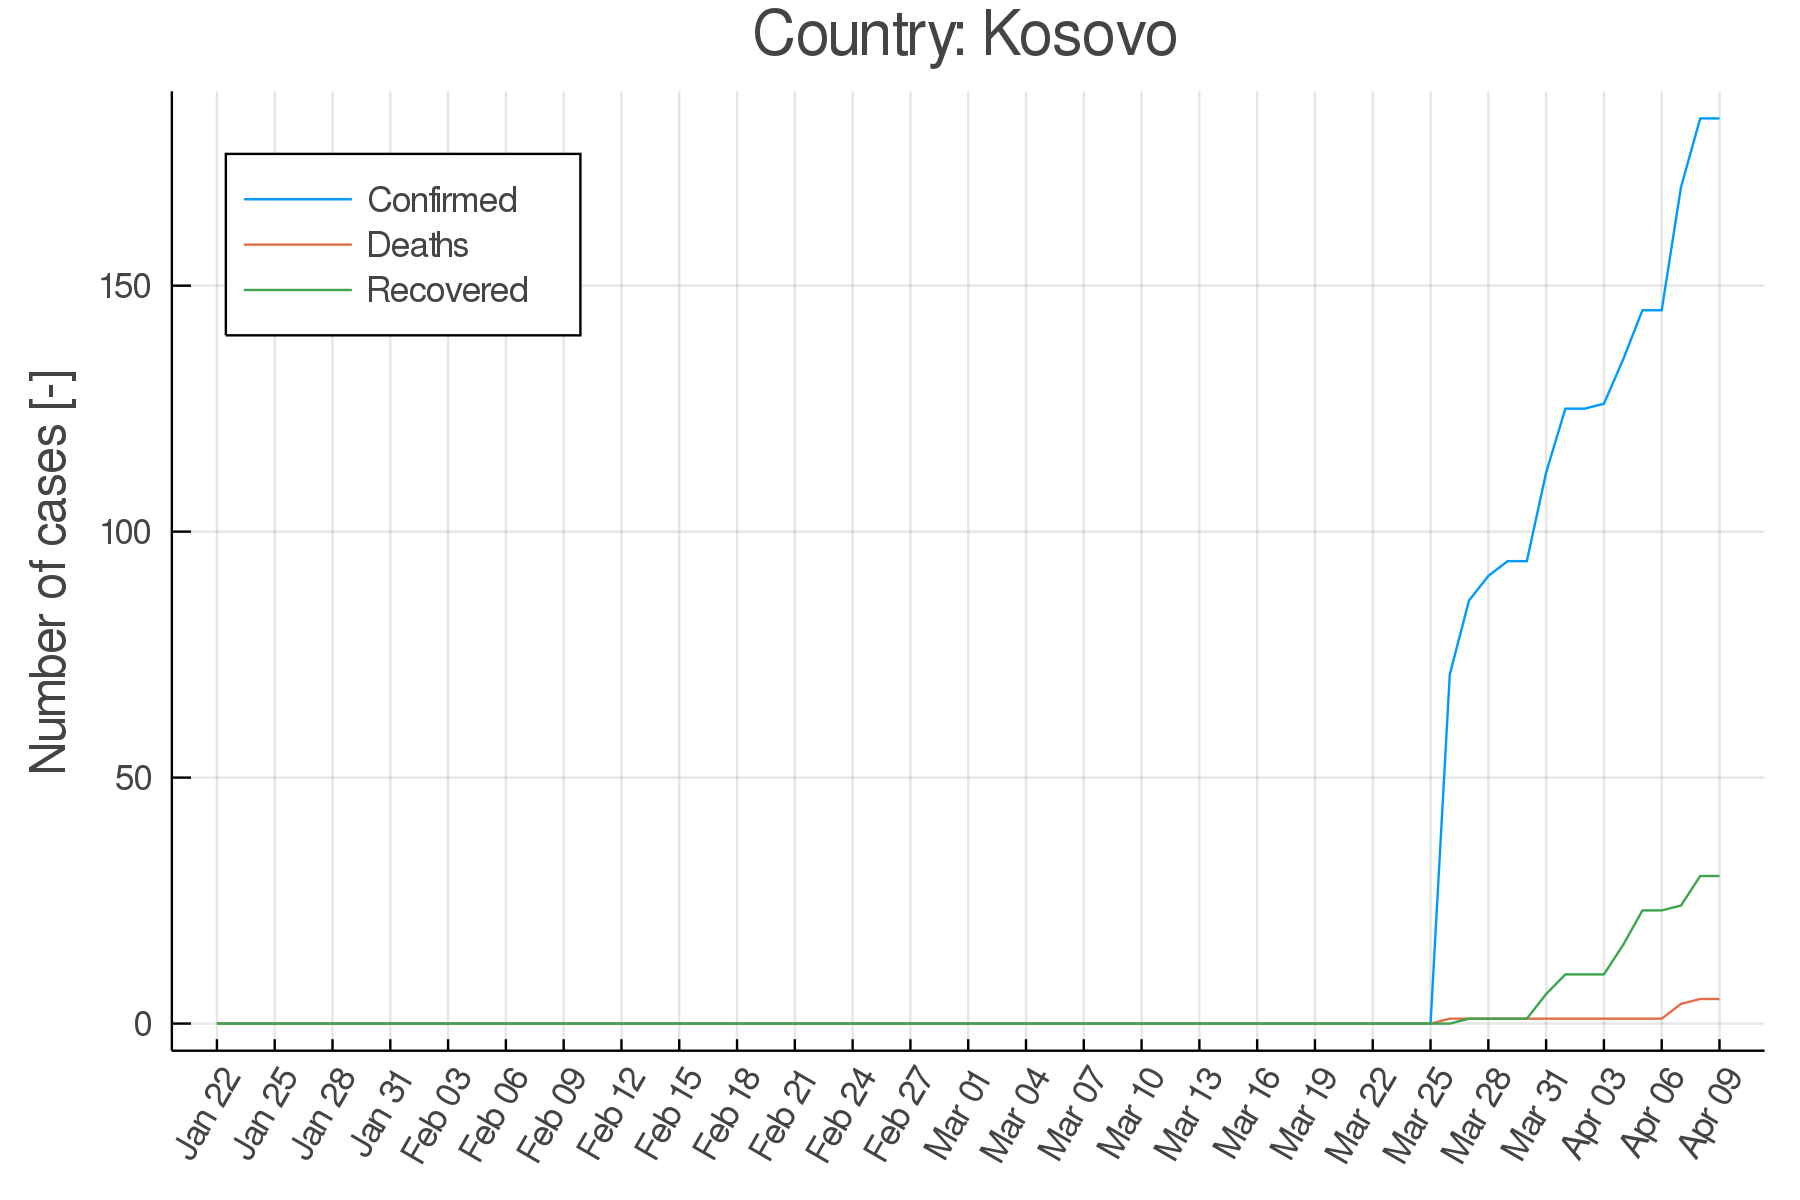 Country: Kosovo
Number of cases [-]
Confirmed
Deaths
Recovered
150
100
50
0
Jan 22
Jan 25
Jan 28
Jan 31
Feb 03
Feb 06
Feb 09
Feb 12
Feb 15
Feb 18
Feb 21
Feb 24
Feb 27
Mar 01
Mar 04
Mar 07
Mar 10
Mar 13
Mar 16
Mar 19
Mar 22
Mar 25
Mar 28
Mar 31
Apr 03
Apr 06
Apr 09